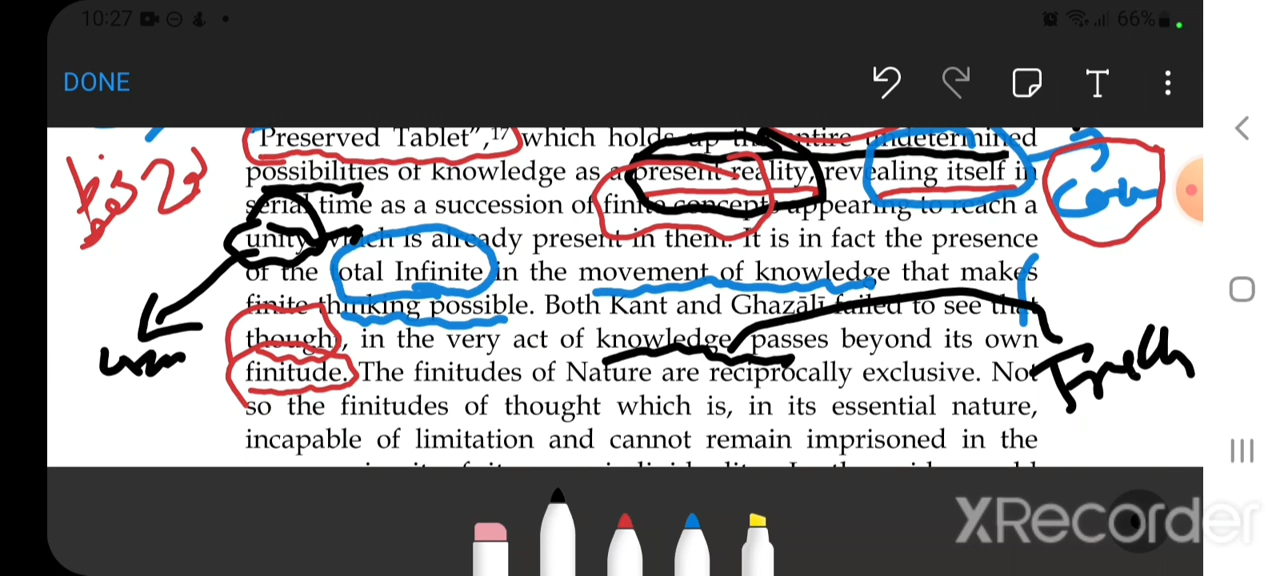 10:27
66%
DONE
Preserved Tablet”,17 which holds up the entire undetermined
possibilities of knowledge as a present reality, revealing itself in
serial time as a succession of finite concepts appearing to reach a
unity which is already present in them. It is in fact the presence
of the total Infinite in the movement of knowledge that makes
finite thinking possible. Both Kant and Ghazālī failed to see that
thought, in the very act of knowledge, passes beyond its own
finitude. The finitudes of Nature are reciprocally exclusive. Not
so the finitudes of thought which is, in its essential nature,
incapable of limitation and cannot remain imprisoned in the
XRecorder